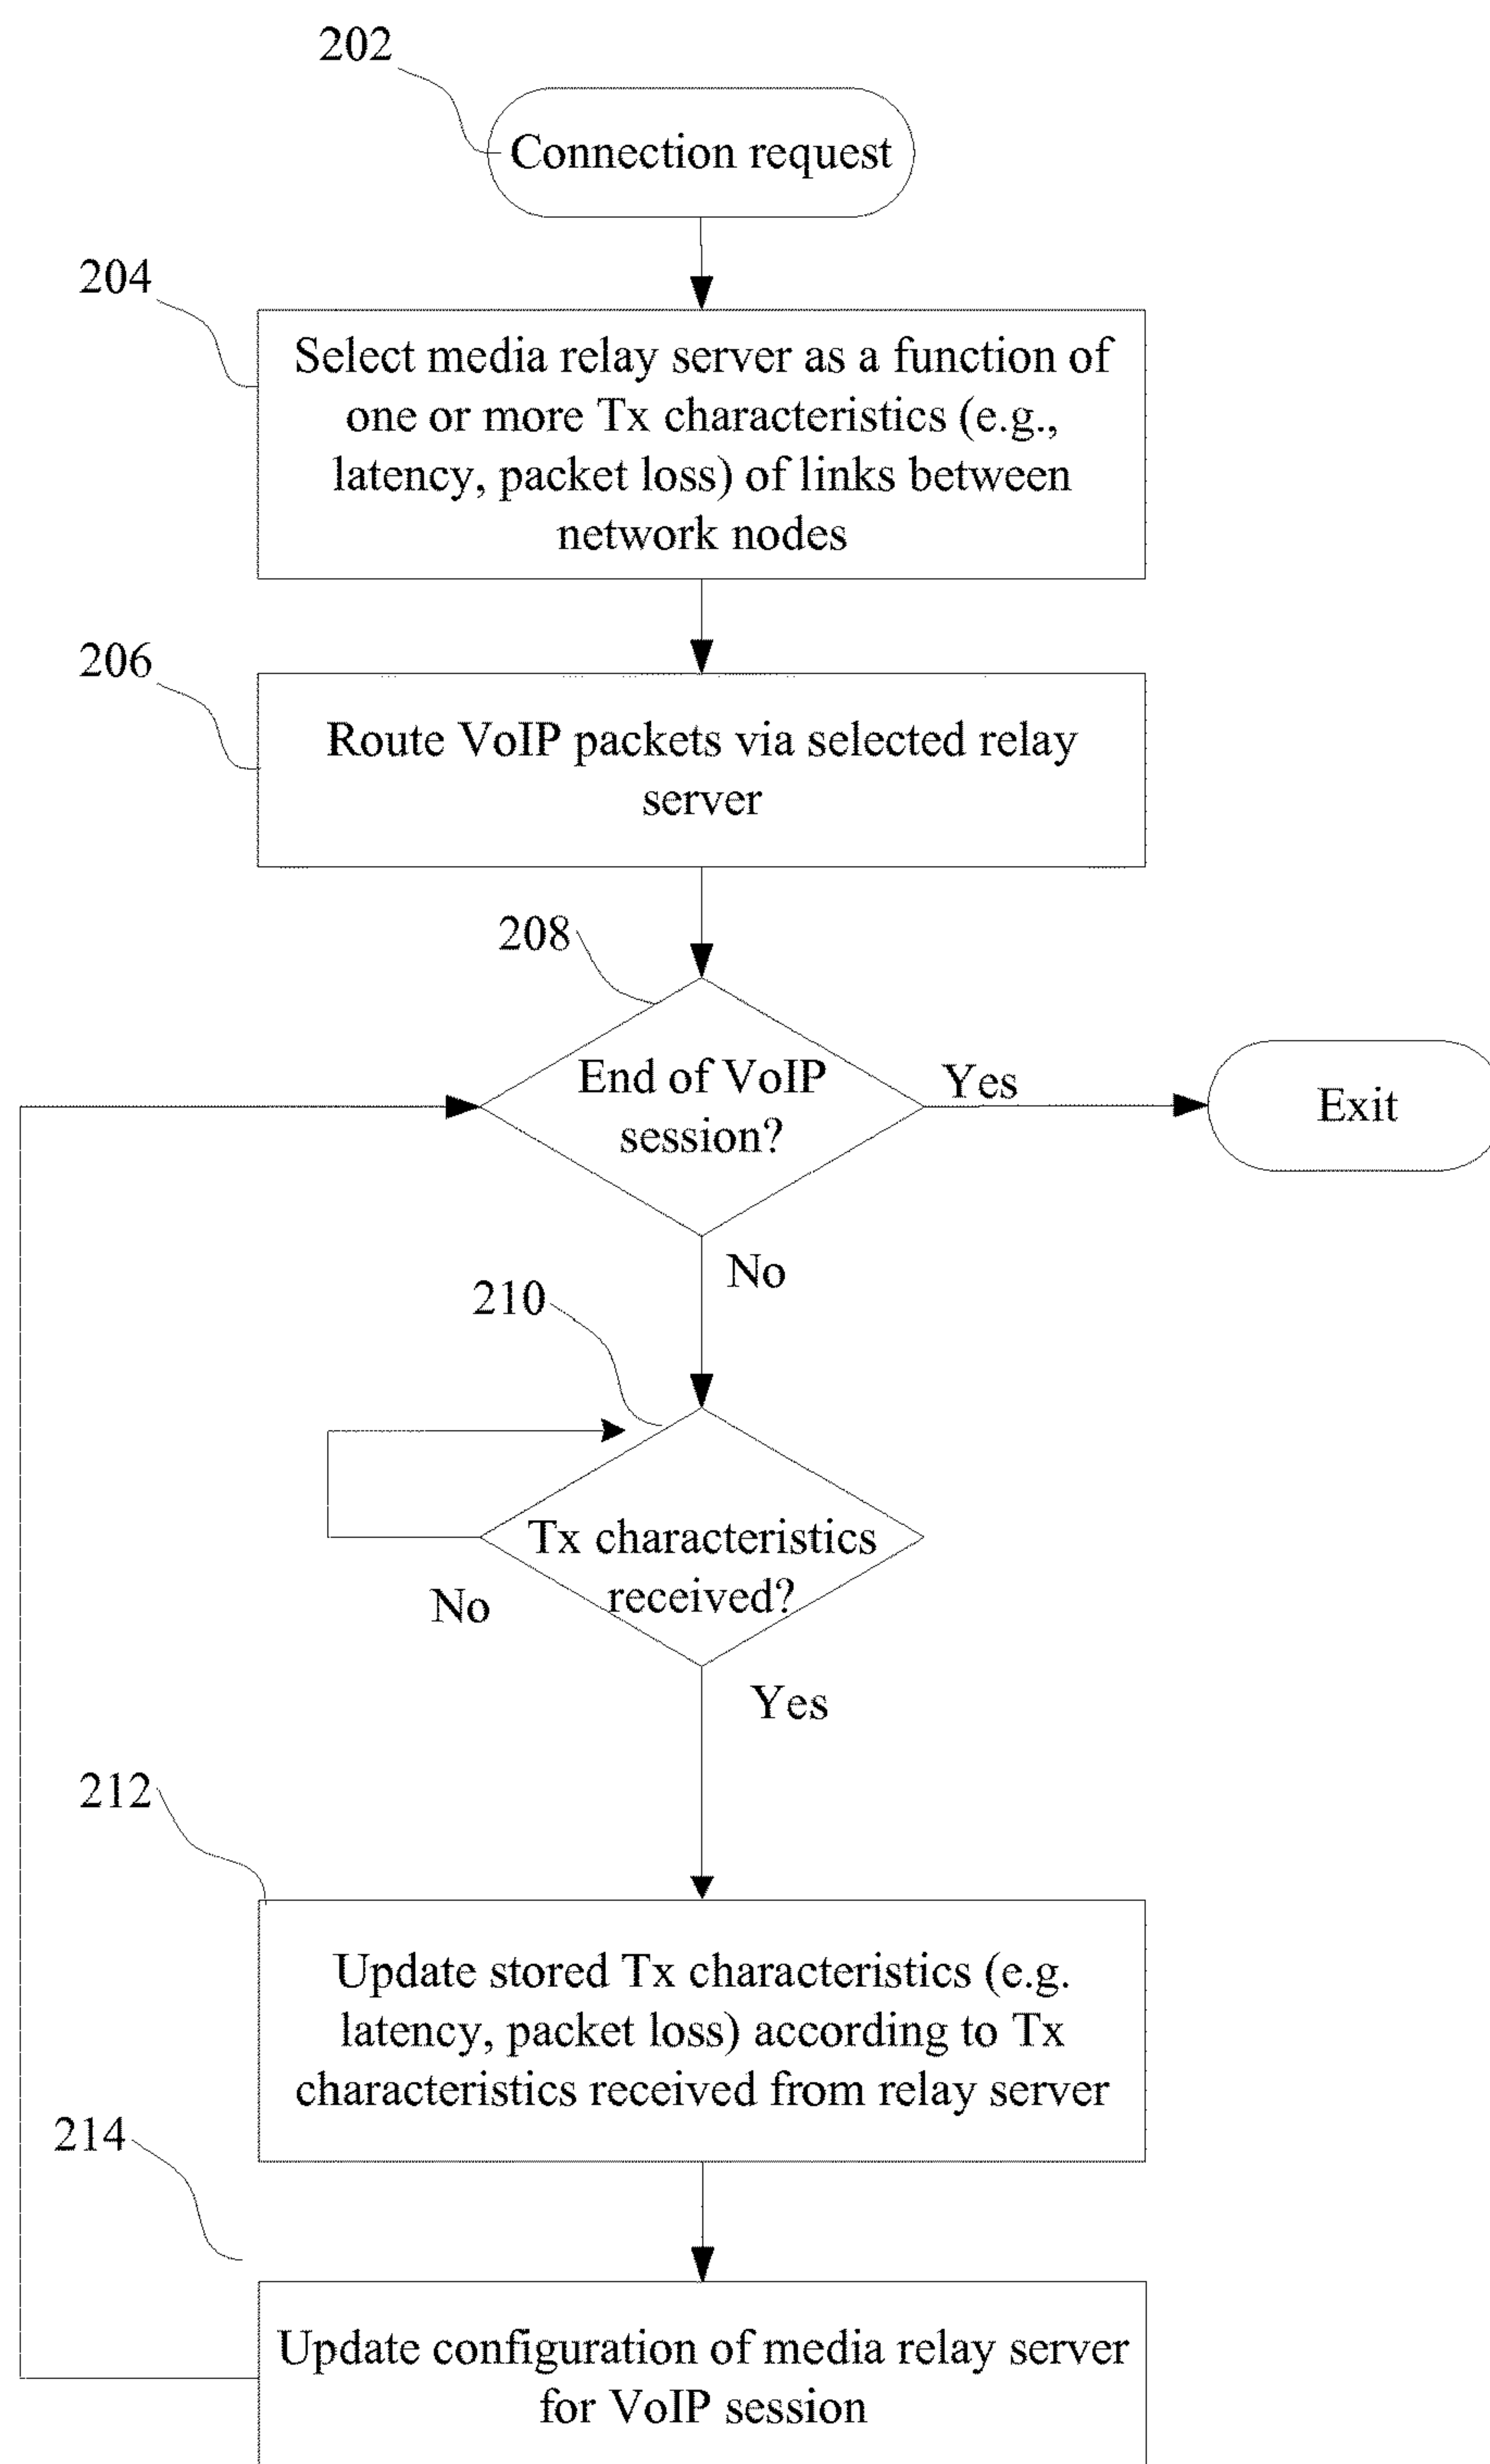 202
Connection request
204
Select media relay server as a function of
one or more Tx characteristics (e.g.,
latency, packet loss) of links between
network nodes
206
Route VoIP packets via selected relay
server
208
End of VoIP
session?
Yes
Exit
No
210
Tx characteristics
received?
No
Yes
212
Update stored Tx characteristics (e.g.
latency, packet loss) according to Tx
characteristics received from relay server
214
Update configuration of media relay server
for VoIP session